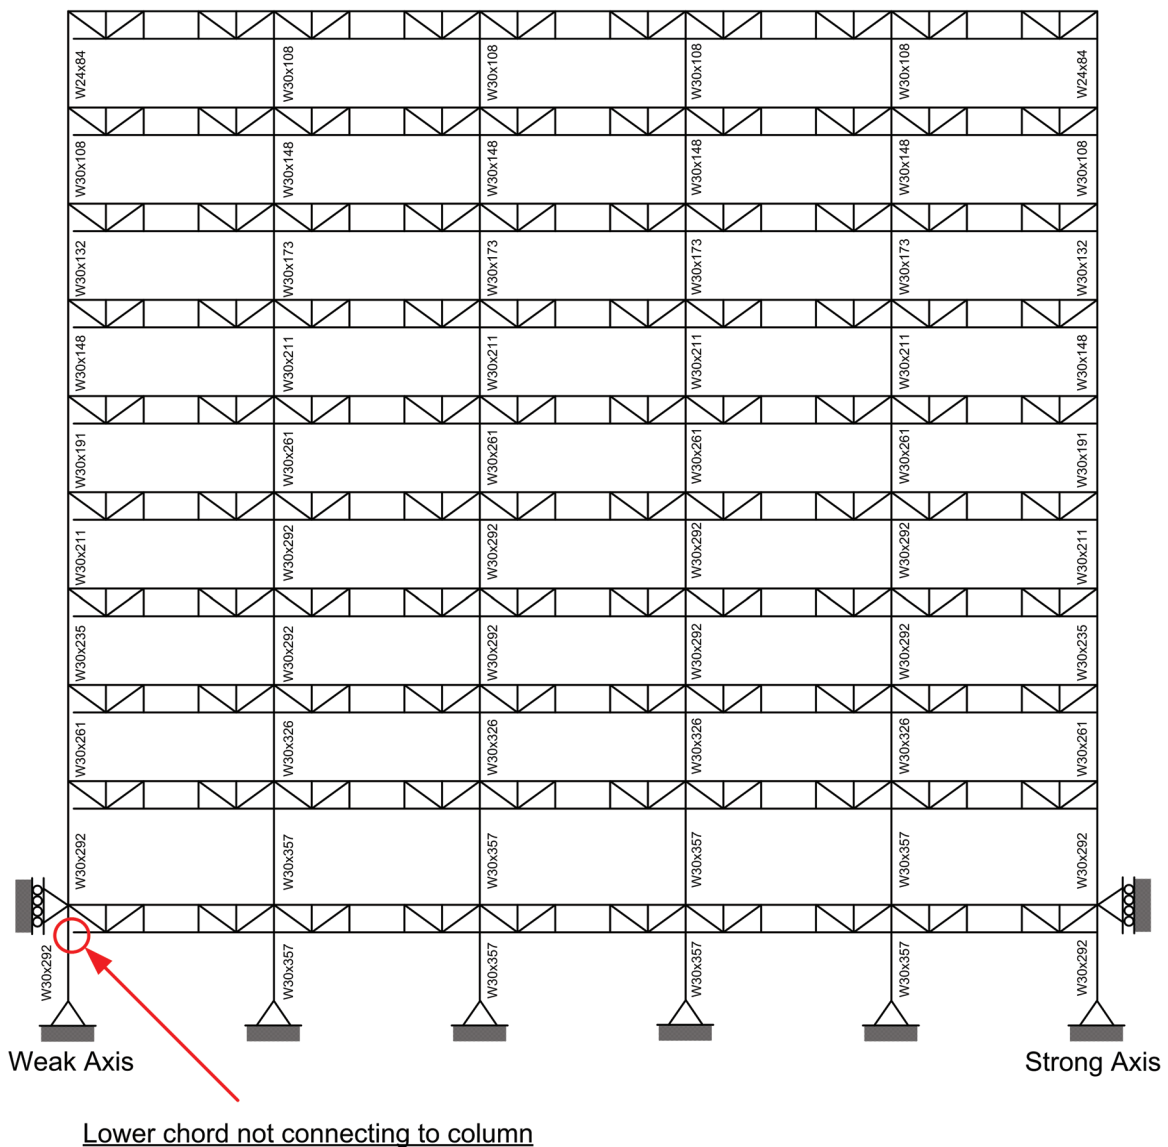 W24x84
W30x108
W30x108
W30x108
W30x108
W24x84
W30x108
W30x148
W30x148
W30x148
W30x148
W30x108
W30x132
W30x173
W30x173
W30x173
W30x173
W30x132
W30x148
W30x211
W30x211
W30x211
W30x211
W30x148
W30x191
W30x261
W30x261
W30x261
W30x261
W30x191
W30x211
W30x292
W30x292
W30x292
W30x292
W30x211
W30x235
W30x292
W30x292
W30x292
W30x292
W30x235
W30x261
W30x326
W30x326
W30x326
W30x326
W30x261
W30x292
W30x357
W30x357
W30x357
W30x357
W30x292
W30x292
W30x357
W30x357
W30x357
W30x357
W30x292
Weak Axis
Strong Axis
Lower chord not connecting to column